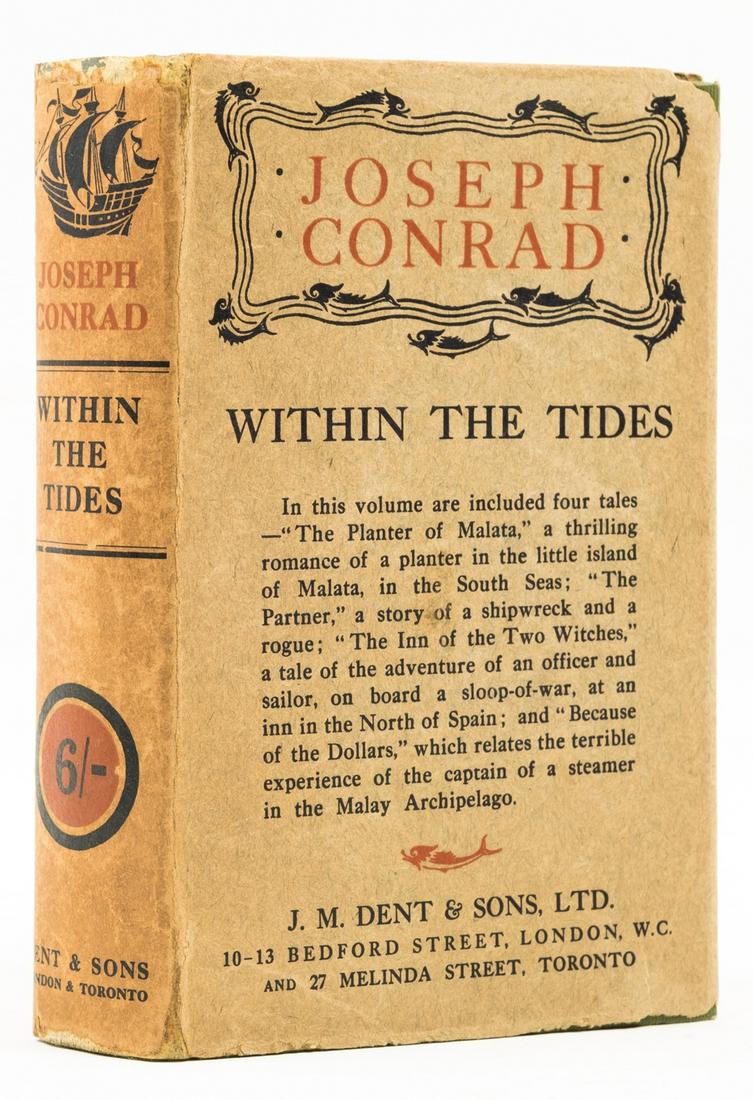 JOSEPH
CONRAD
WITHIN
THE
TIDES
6/-
& SONS
& TORONTO
· JOSEPH ·
· CONRAD ·
WITHIN THE TIDES
In this volume are included four tales
—“The Planter of Malata,” a thrilling
romance of a planter in the little island
of Malata, in the South Seas; “The
Partner,” a story of a shipwreck and a
rogue; “The Inn of the Two Witches,”
a tale of the adventure of an officer and
sailor, on board a sloop-of-war, at an
inn in the North of Spain; and “Because
of the Dollars,” which relates the terrible
experience of the captain of a steamer
in the Malay Archipelago.
J. M. DENT & SONS, LTD.
10-13 BEDFORD STREET, LONDON, W.C.
AND 27 MELINDA STREET, TORONTO